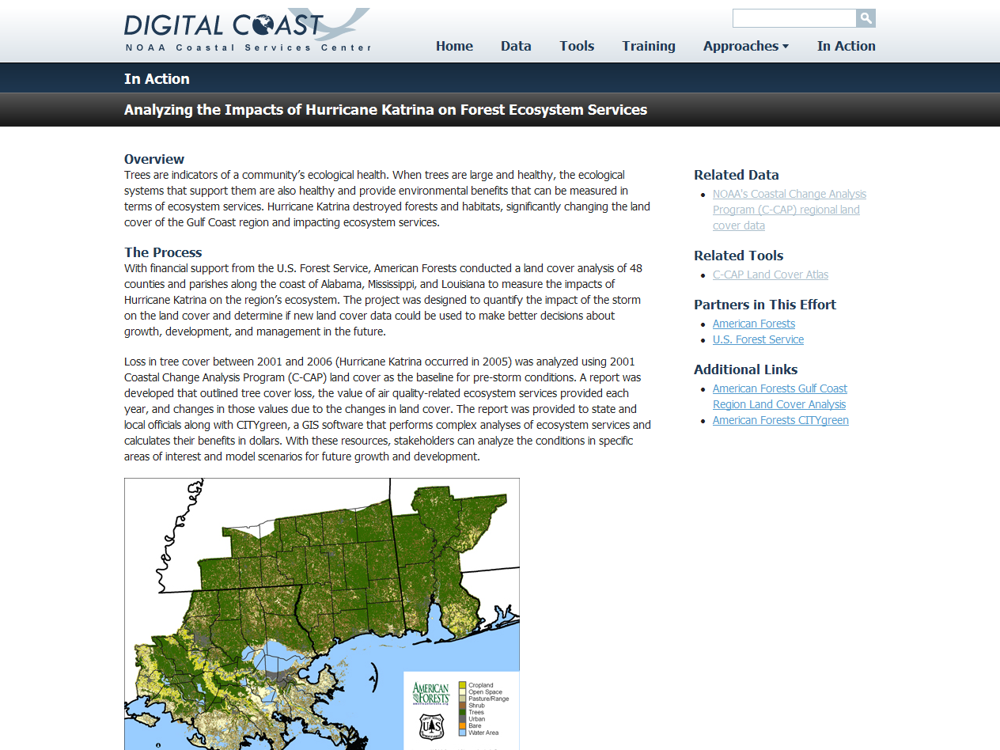 DIGITAL COAST
NOAA Coastal Services Center
Home Data Tools Training Approaches In Action
In Action
Analyzing the Impacts of Hurricane Katrina on Forest Ecosystem Services
Overview
Trees are indicators of a community’s ecological health. When trees are large and healthy, the ecological
systems that support them are also healthy and provide environmental benefits that can be measured in
terms of ecosystem services. Hurricane Katrina destroyed forests and habitats, significantly changing the land
cover of the Gulf Coast region and impacting ecosystem services.
The Process
With financial support from the U.S. Forest Service, American Forests conducted a land cover analysis of 48
counties and parishes along the coast of Alabama, Mississippi, and Louisiana to measure the impacts of
Hurricane Katrina on the region’s ecosystem. The project was designed to quantify the impact of the storm
on the land cover and determine if new land cover data could be used to make better decisions about
growth, development, and management in the future.
Loss in tree cover between 2001 and 2006 (Hurricane Katrina occurred in 2005) was analyzed using 2001
Coastal Change Analysis Program (C-CAP) land cover as the baseline for pre-storm conditions. A report was
developed that outlined tree cover loss, the value of air quality-related ecosystem services provided each
year, and changes in those values due to the changes in land cover. The report was provided to state and
local officials along with CITYgreen, a GIS software that performs complex analyses of ecosystem services and
calculates their benefits in dollars. With these resources, stakeholders can analyze the conditions in specific
areas of interest and model scenarios for future growth and development.
AMERICAN
FORESTS
americanforests.org
U S
Cropland
Open Space
Pasture/Range
Shrub
Trees
Urban
Bare
Water Area
Related Data
NOAA's Coastal Change Analysis
Program (C-CAP) regional land
cover data
Related Tools
C-CAP Land Cover Atlas
Partners in This Effort
American Forests
U.S. Forest Service
Additional Links
American Forests Gulf Coast
Region Land Cover Analysis
American Forests CITYgreen